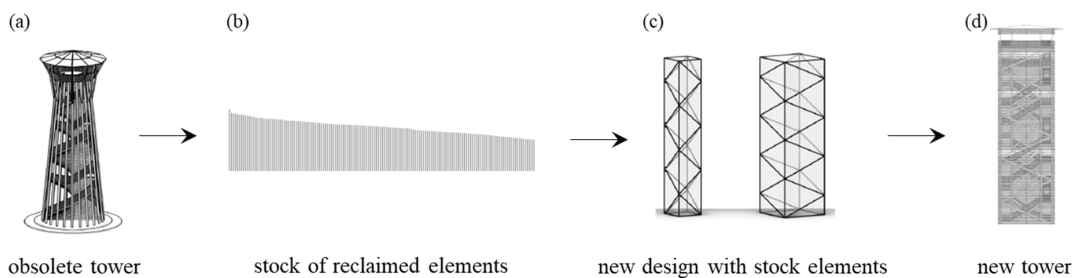 (a)
(b)
(c)
(d)
obsolete tower
stock of reclaimed elements
new design with stock elements
new tower